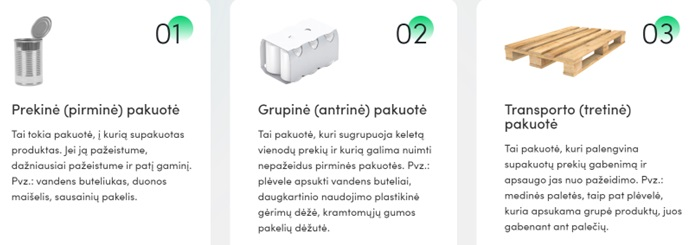 01
Prekinė (pirminė) pakuotė
Tai tokia pakuotė, į kurią supakuotas
produktas. Jei ją pažeistume,
dažniausiai pažeistume ir patį gaminį.
Pvz.: vandens buteliukas, duonos
maišelis, sausainių pakelis.
02
Grupinė (antrinė) pakuotė
Tai pakuotė, kuri sugrupuoja keletą
vienodų prekių ir kurią galima nuimti
nepažeidus pirminės pakuotės. Pvz.:
plėvele apsukti vandens buteliai,
daugkartinio naudojimo plastikinė
gėrimų dėžė, kramtomųjų gumos
pakelių dėžutė.
03
Transporto (tretinė)
pakuotė
Tai pakuotė, kuri palengvina
supakuotų prekių gabenimą ir
apsaugo jas nuo pažeidimo. Pvz.:
medinės paletės, taip pat plėvelė,
kuria apsukama grupė produktų, juos
gabenant ant palečių.